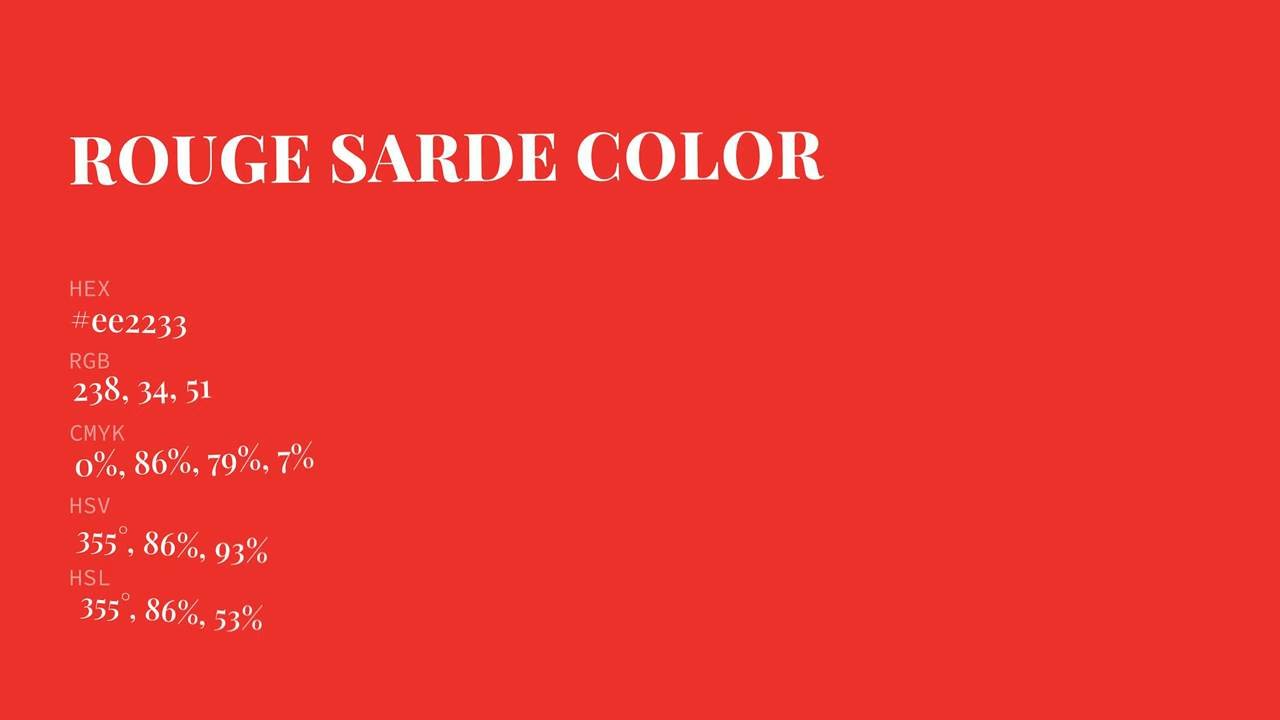 ROUGE SARDE COLOR
HEX
#ee2233
RGB
238, 34, 51
CMYK
0%, 86%, 79%, 7%
HSV
355°, 86%, 93%
HSL
355°, 86%, 53%